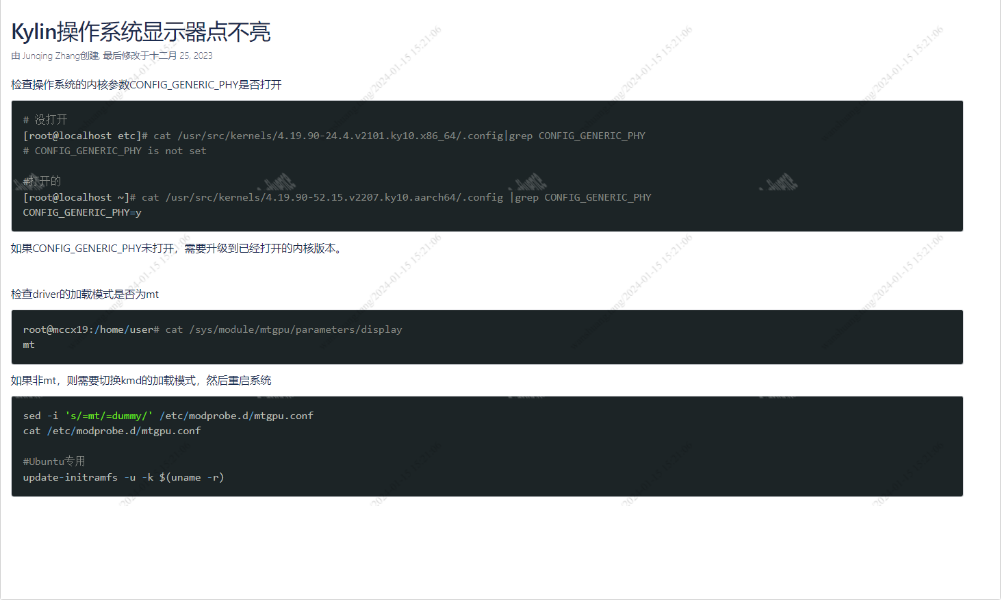 Kylin操作系统显示器点不亮
由 Junqing Zhang创建, 最后修改于十二月 25, 2023
检查操作系统的内核参数CONFIG_GENERIC_PHY是否打开
# 没打开
[root@localhost etc]# cat /usr/src/kernels/4.19.90-24.4.v2101.ky10.x86_64/.config|grep CONFIG_GENERIC_PHY
# CONFIG_GENERIC_PHY is not set
#打开的
[root@localhost ~]# cat /usr/src/kernels/4.19.90-52.15.v2207.ky10.aarch64/.config |grep CONFIG_GENERIC_PHY
CONFIG_GENERIC_PHY=y
如果CONFIG_GENERIC_PHY未打开，需要升级到已经打开的内核版本。
检查driver的加载模式是否为mt
root@mccx19:/home/user# cat /sys/module/mtgpu/parameters/display
mt
如果非mt，则需要切换kmd的加载模式，然后重启系统
sed -i 's/=mt/=dummy/' /etc/modprobe.d/mtgpu.conf
cat /etc/modprobe.d/mtgpu.conf
#Ubuntu专用
update-initramfs -u -k $(uname -r)